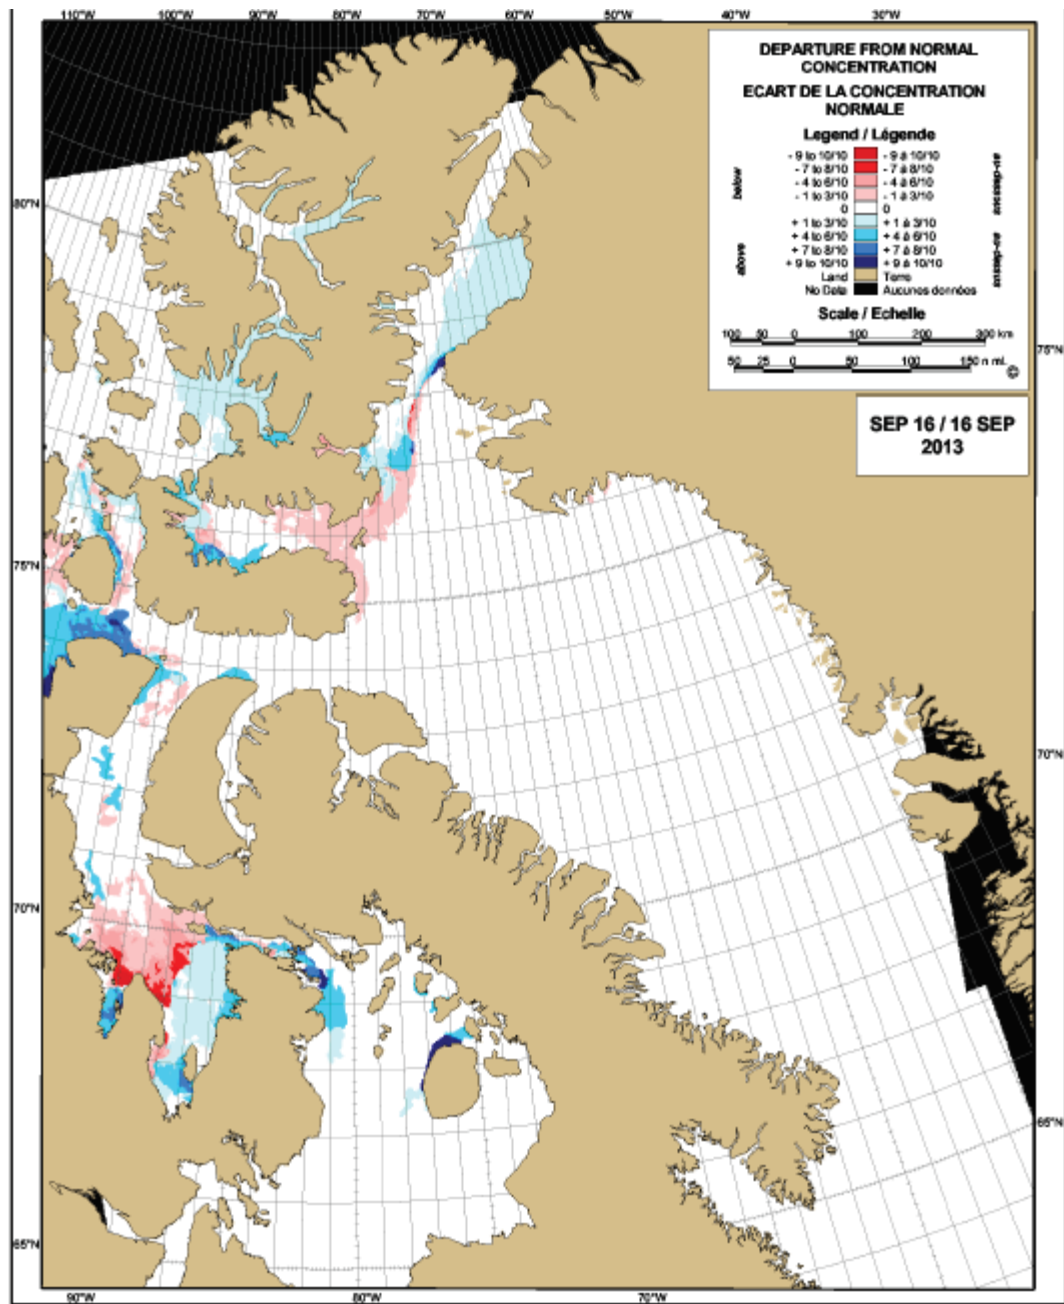 110°W 100°W 90°W 80°W 70°W 60°W 50°W 40°W 30°W
DEPARTURE FROM NORMAL
CONCENTRATION
ECART DE LA CONCENTRATION
NORMALE
Legend / Légende
- 9 to 10/10 - 9 à 10/10
- 7 to 8/10 - 7 à 8/10
- 4 to 6/10 - 4 à 6/10
- 1 to 3/10 - 1 à 3/10
0 0
+ 1 to 3/10 + 1 à 3/10
+ 4 to 6/10 + 4 à 6/10
+ 7 to 8/10 + 7 à 8/10
+ 9 to 10/10 + 9 à 10/10
Land Terre
No Data Aucunes données
below
above
au-dessous
au-dessus
Scale / Echelle
100 50 0 100 200 300 km
50 25 0 50 100 150 n mi.
©
SEP 16 / 16 SEP
2013
80°N
75°N
75°N
70°N
70°N
65°N
65°N
90°W 80°W 70°W